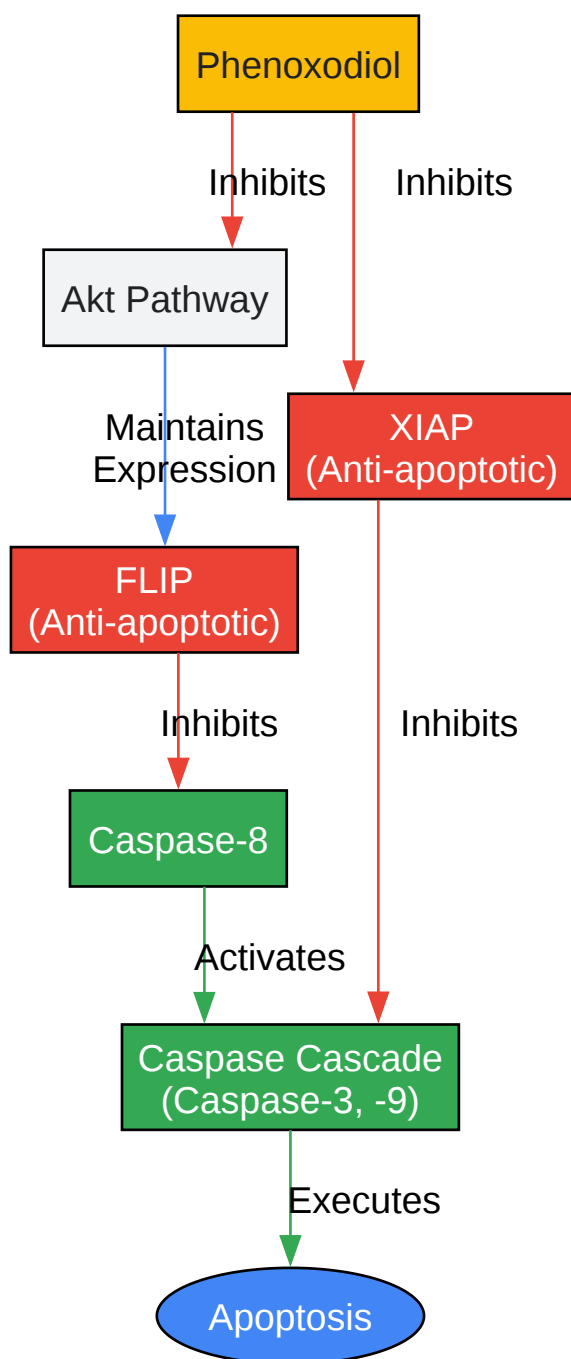 Phenoxodiol
Inhibits
Inhibits
Akt Pathway
Maintains
Expression
XIAP
(Anti-apoptotic)
FLIP
(Anti-apoptotic)
Inhibits
Inhibits
Caspase-8
Activates
Caspase Cascade
(Caspase-3, -9)
Executes
Apoptosis